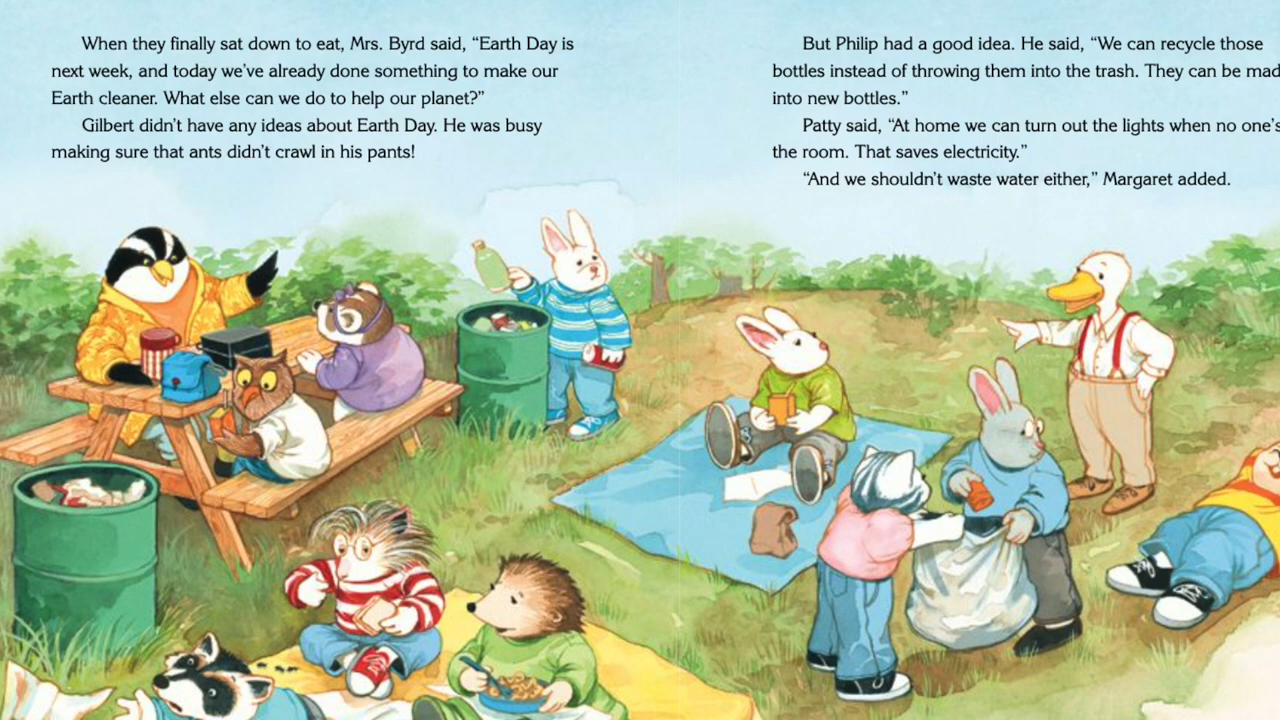 When they finally sat down to eat, Mrs. Byrd said, “Earth Day is
next week, and today we’ve already done something to make our
Earth cleaner. What else can we do to help our planet?”
Gilbert didn’t have any ideas about Earth Day. He was busy
making sure that ants didn’t crawl in his pants!
But Philip had a good idea. He said, “We can recycle those
bottles instead of throwing them into the trash. They can be mad
into new bottles.”
Patty said, “At home we can turn out the lights when no one’s
the room. That saves electricity.”
“And we shouldn’t waste water either,” Margaret added.